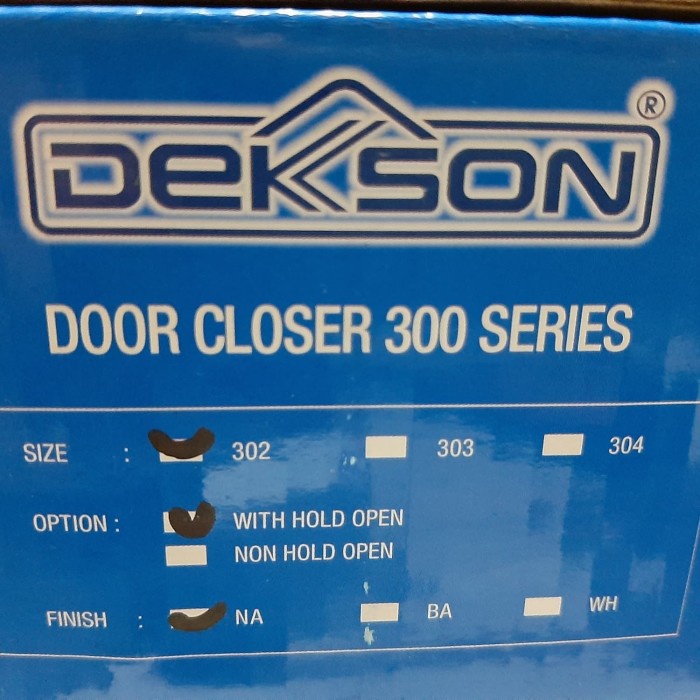 DEKSON ®
DOOR CLOSER 300 SERIES
SIZE : 302 303 304
OPTION : WITH HOLD OPEN
NON HOLD OPEN
FINISH : NA BA WH